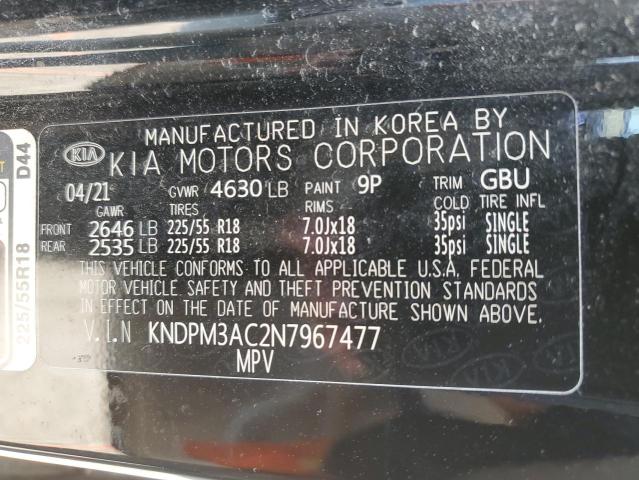 MANUFACTURED IN KOREA BY
KIA KIA MOTORS CORPORATION
04/21 GVWR 4630 LB PAINT 9P TRIM GBU
GAWR TIRES RIMS COLD TIRE INFL
FRONT 2646 LB 225/55 R18 7.0Jx18 35psi SINGLE
REAR 2535 LB 225/55 R18 7.0Jx18 35psi SINGLE
THIS VEHICLE CONFORMS TO ALL APPLICABLE U.S.A. FEDERAL
MOTOR VEHICLE SAFETY AND THEFT PREVENTION STANDARDS
IN EFFECT ON THE DATE OF MANUFACTURE SHOWN ABOVE.
V.I.N KNDPM3AC2N7967477
MPV
225/55R18 D44